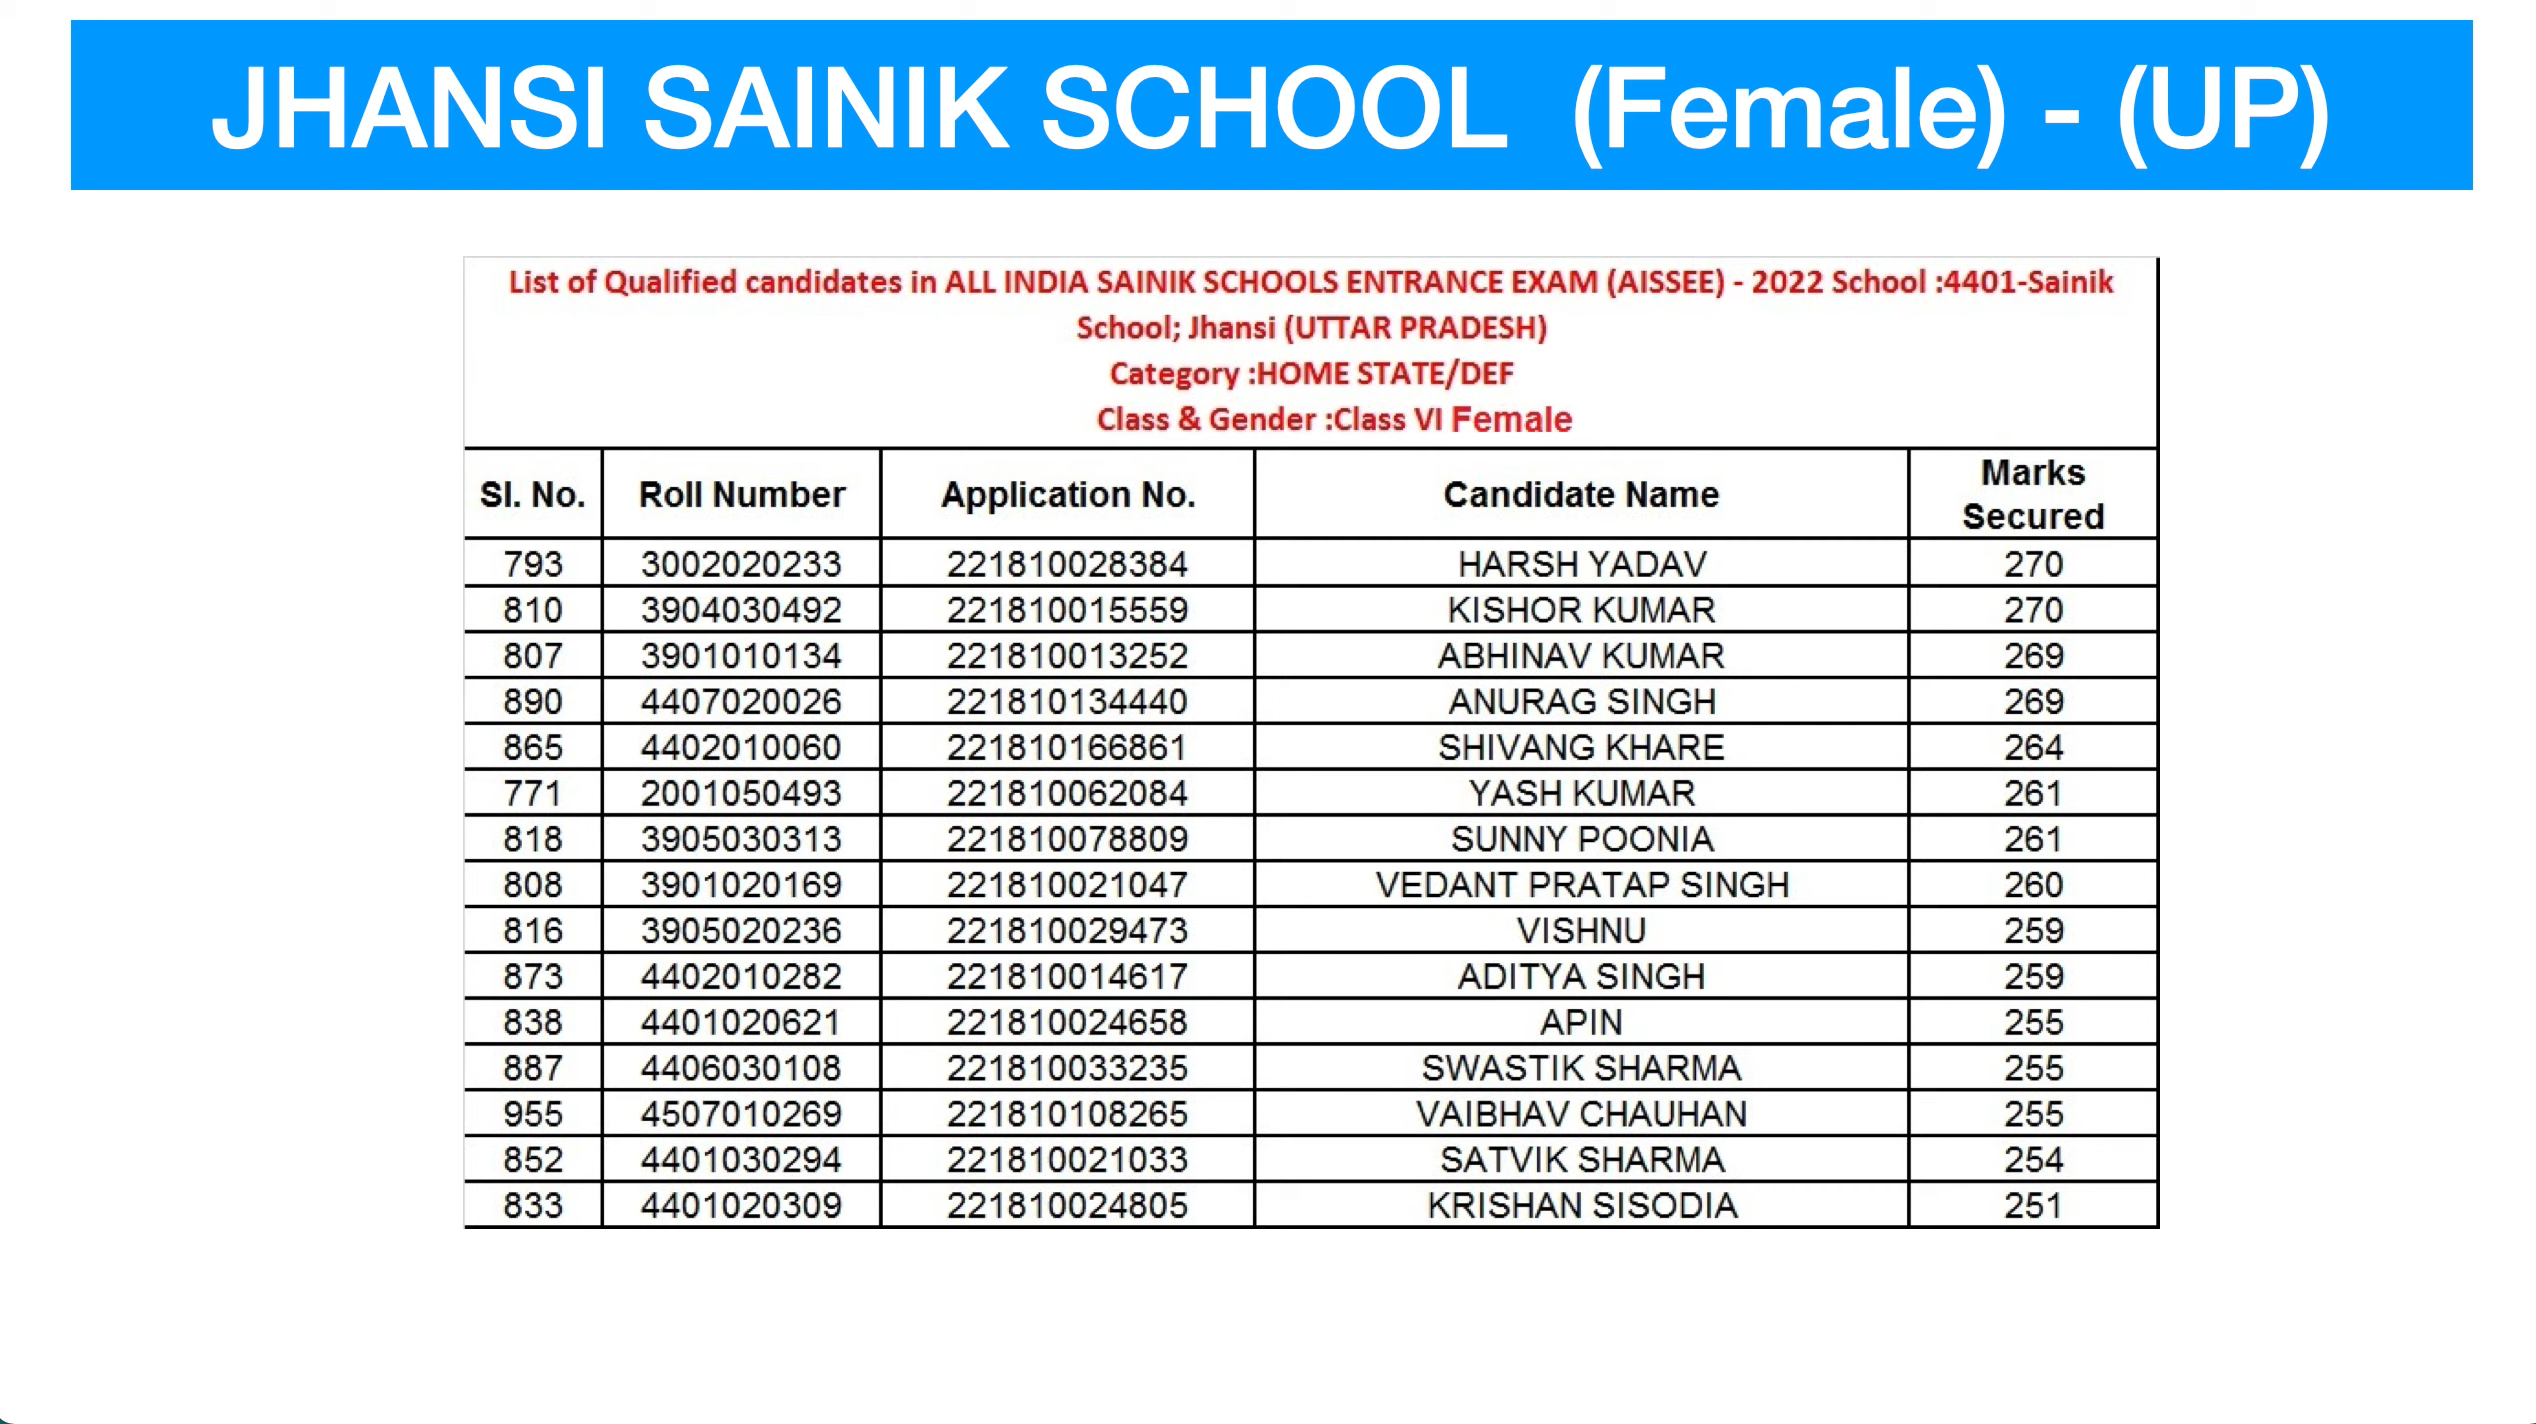 JHANSI SAINIK SCHOOL (Female) - (UP)
List of Qualified candidates in ALL INDIA SAINIK SCHOOLS ENTRANCE EXAM (AISSEE) - 2022 School :4401-Sainik
School; Jhansi (UTTAR PRADESH)
Category :HOME STATE/DEF
Class & Gender :Class VI Female
Sl. No. Roll Number Application No. Candidate Name Marks Secured
793 3002020233 221810028384 HARSH YADAV 270
810 3904030492 221810015559 KISHOR KUMAR 270
807 3901010134 221810013252 ABHINAV KUMAR 269
890 4407020026 221810134440 ANURAG SINGH 269
865 4402010060 221810166861 SHIVANG KHARE 264
771 2001050493 221810062084 YASH KUMAR 261
818 3905030313 221810078809 SUNNY POONIA 261
808 3901020169 221810021047 VEDANT PRATAP SINGH 260
816 3905020236 221810029473 VISHNU 259
873 4402010282 221810014617 ADITYA SINGH 259
838 4401020621 221810024658 APIN 255
887 4406030108 221810033235 SWASTIK SHARMA 255
955 4507010269 221810108265 VAIBHAV CHAUHAN 255
852 4401030294 221810021033 SATVIK SHARMA 254
833 4401020309 221810024805 KRISHAN SISODIA 251